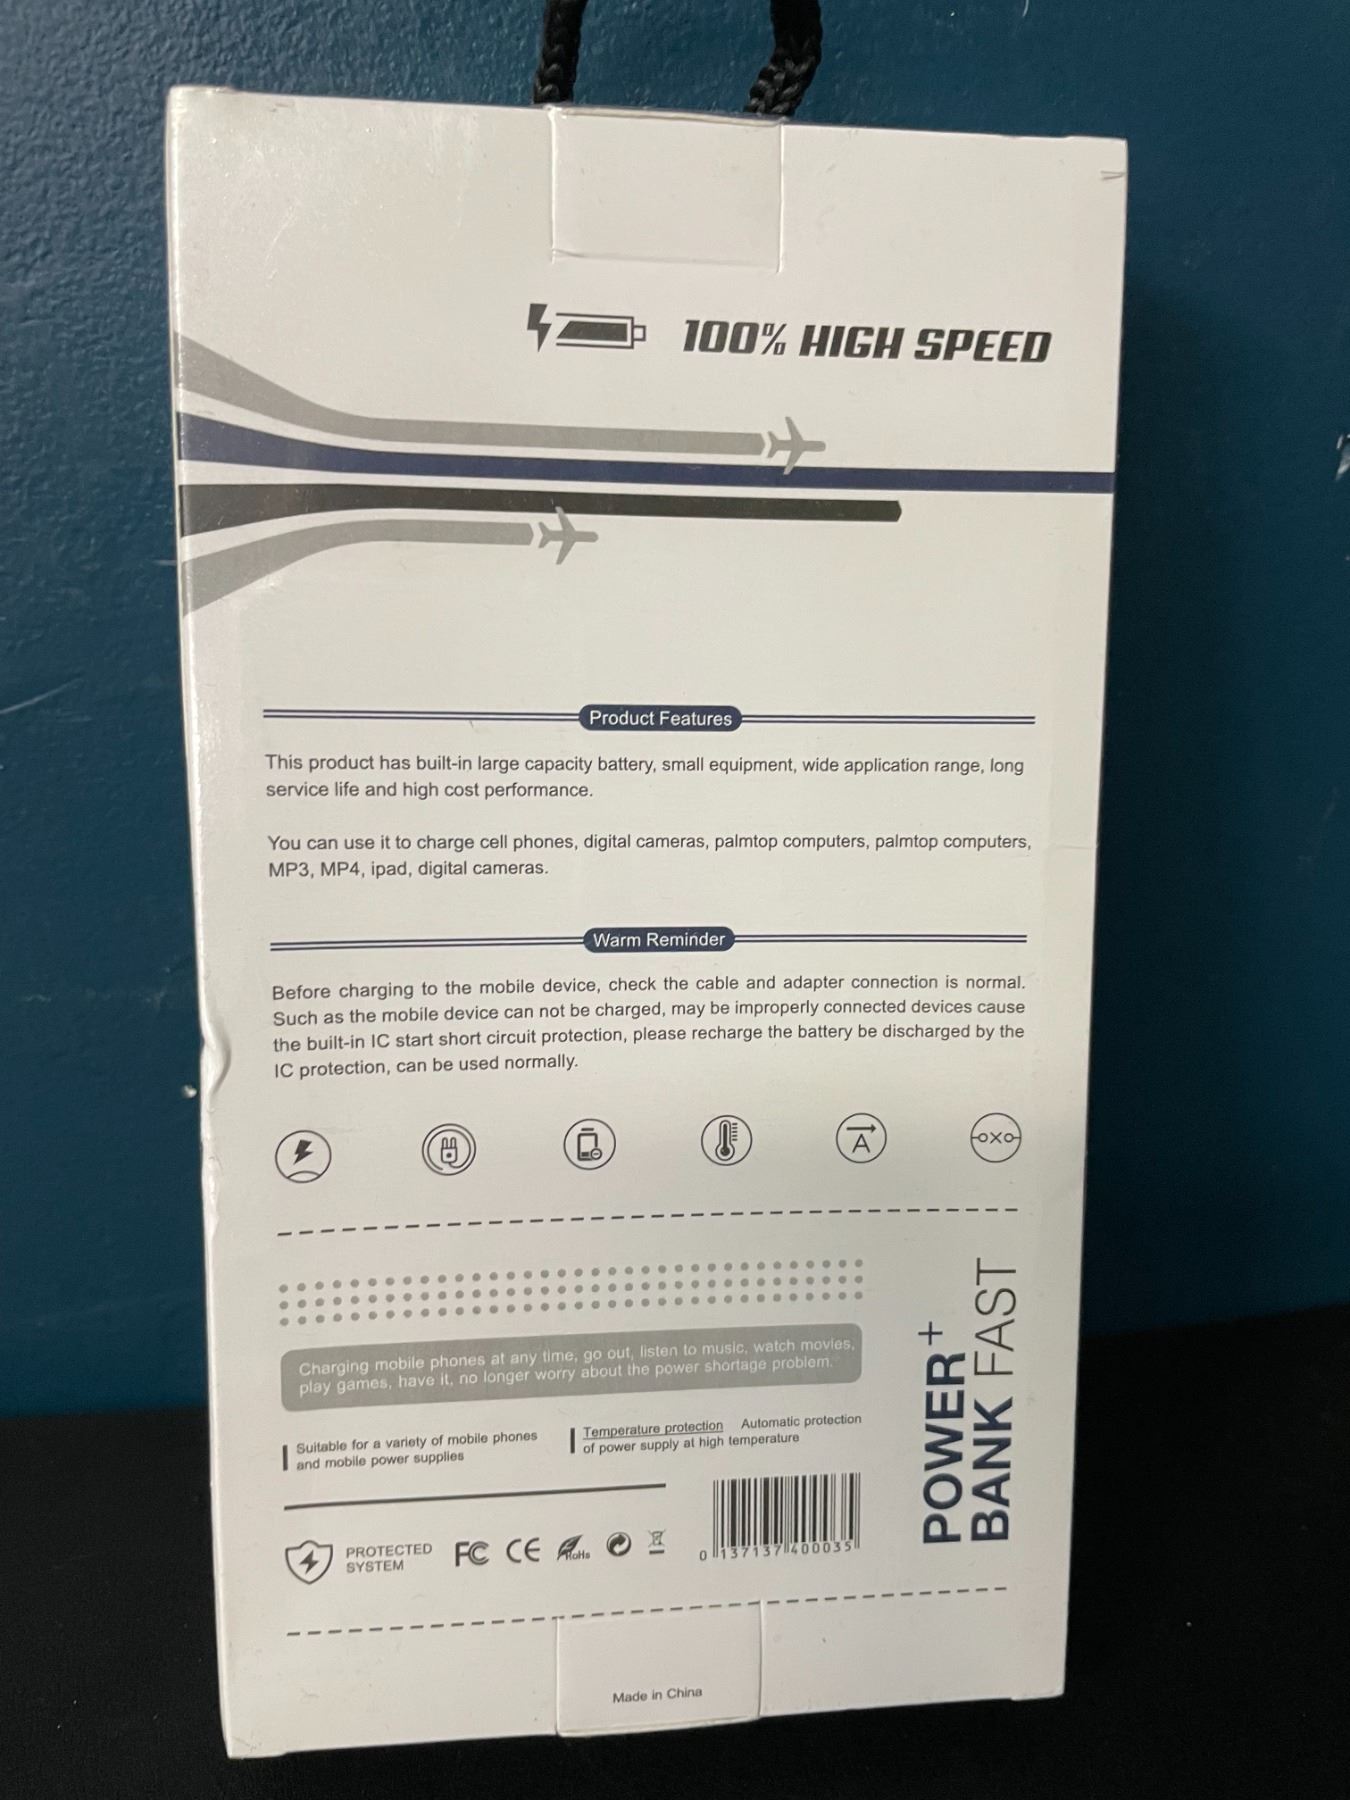 100% HIGH SPEED
Product Features
This product has built-in large capacity battery, small equipment, wide application range, long
service life and high cost performance.
You can use it to charge cell phones, digital cameras, palmtop computers, palmtop computers,
MP3, MP4, ipad, digital cameras.
Warm Reminder
Before charging to the mobile device, check the cable and adapter connection is normal.
Such as the mobile device can not be charged, may be improperly connected devices cause
the built-in IC start short circuit protection, please recharge the battery be discharged by the
IC protection, can be used normally.
A
OXO
Charging mobile phones at any time, go out, listen to music, watch movies,
play games, have it, no longer worry about the power shortage problem.
Suitable for a variety of mobile phones
and mobile power supplies
Temperature protection Automatic protection
of power supply at high temperature
PROTECTED
SYSTEM
FC CE RoHs
0 137137 400035
POWER+
BANK FAST
Made in China